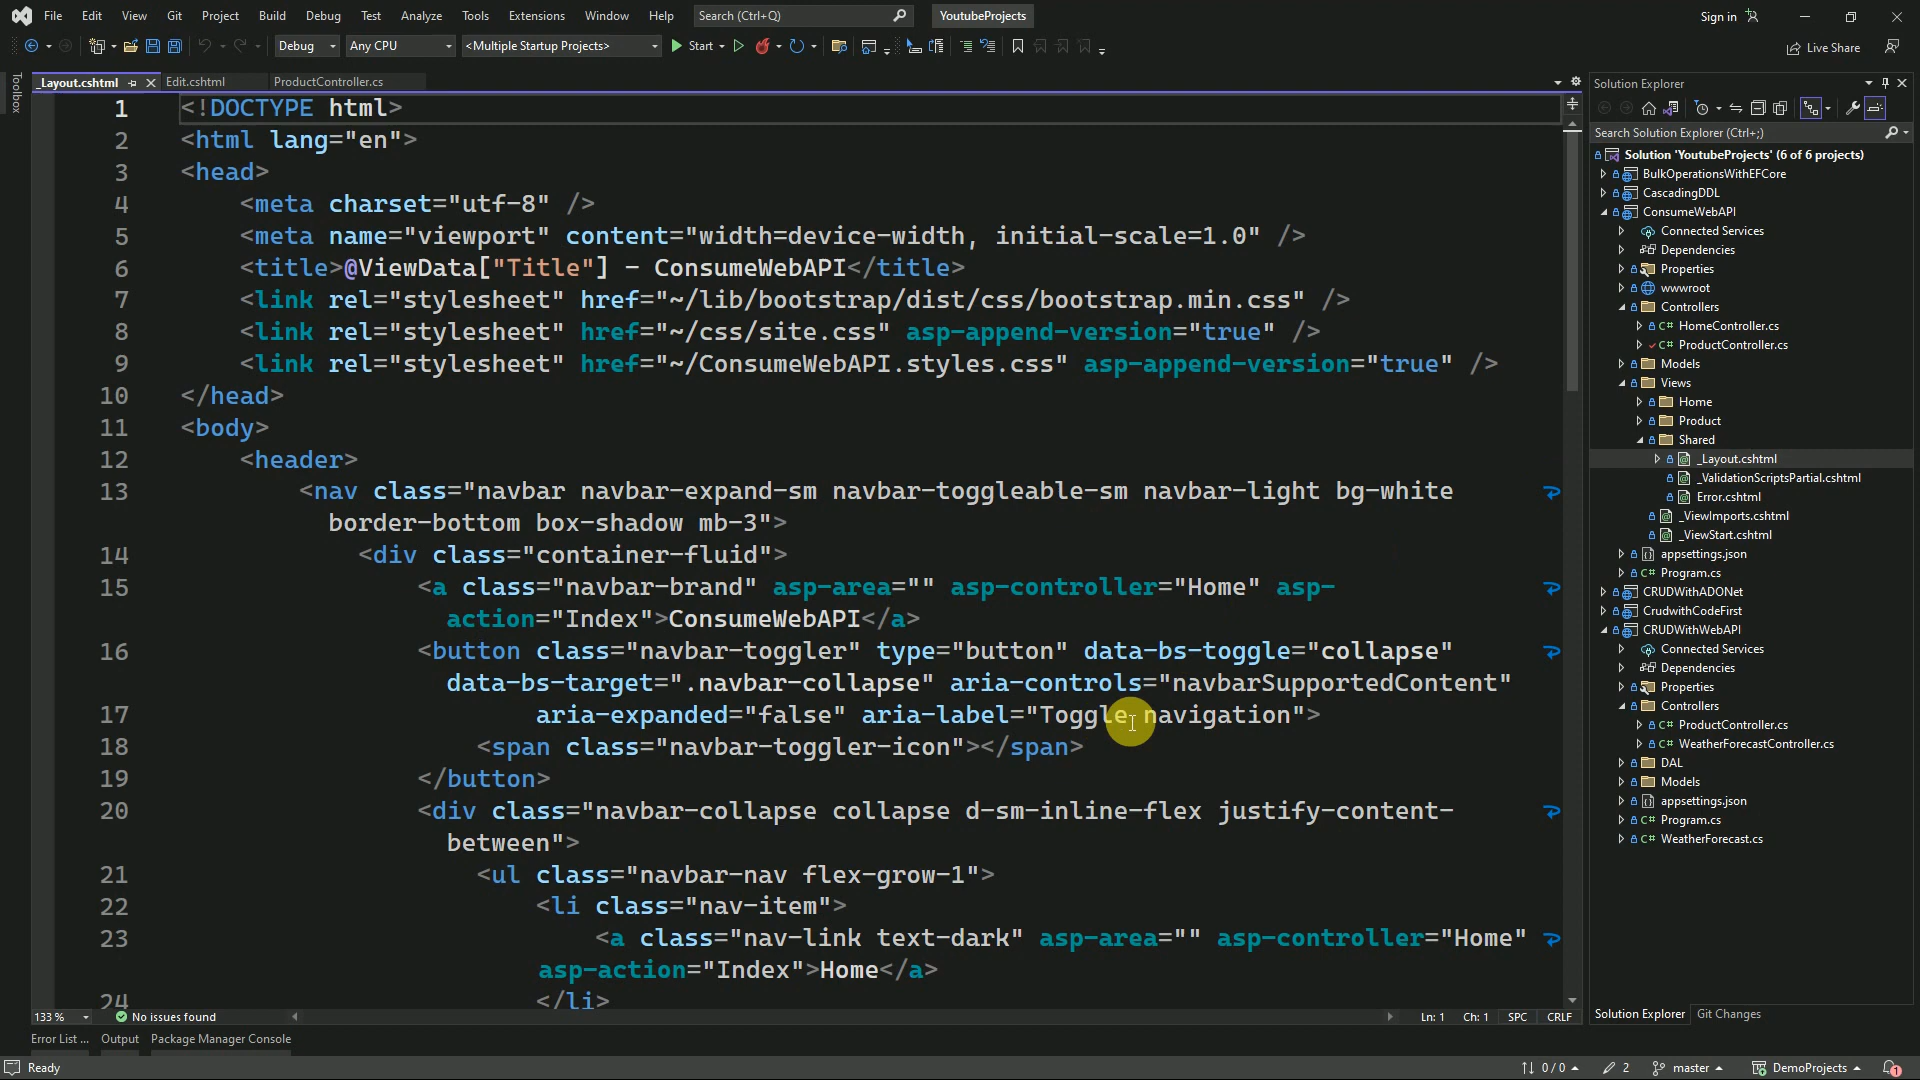 File Edit View Git Project Build Debug Test Analyze Tools Extensions Window Help Search (Ctrl+Q) YoutubeProjects Sign in
Debug Any CPU <Multiple Startup Projects> Start Live Share
Toolbox
_Layout.cshtml Edit.cshtml ProductController.cs
1 <!DOCTYPE html>
2 <html lang="en">
3 <head>
4 <meta charset="utf-8" />
5 <meta name="viewport" content="width=device-width, initial-scale=1.0" />
6 <title>@ViewData["Title"] - ConsumeWebAPI</title>
7 <link rel="stylesheet" href="~/lib/bootstrap/dist/css/bootstrap.min.css" />
8 <link rel="stylesheet" href="~/css/site.css" asp-append-version="true" />
9 <link rel="stylesheet" href="~/ConsumeWebAPI.styles.css" asp-append-version="true" />
10 </head>
11 <body>
12 <header>
13 <nav class="navbar navbar-expand-sm navbar-toggleable-sm navbar-light bg-white
border-bottom box-shadow mb-3">
14 <div class="container-fluid">
15 <a class="navbar-brand" asp-area="" asp-controller="Home" asp-
action="Index">ConsumeWebAPI</a>
16 <button class="navbar-toggler" type="button" data-bs-toggle="collapse"
data-bs-target=".navbar-collapse" aria-controls="navbarSupportedContent"
17 aria-expanded="false" aria-label="Toggle navigation">
18 <span class="navbar-toggler-icon"></span>
19 </button>
20 <div class="navbar-collapse collapse d-sm-inline-flex justify-content-
between">
21 <ul class="navbar-nav flex-grow-1">
22 <li class="nav-item">
23 <a class="nav-link text-dark" asp-area="" asp-controller="Home"
asp-action="Index">Home</a>
24 </li>
133 % No issues found Ln: 1 Ch: 1 SPC CRLF
Error List ... Output Package Manager Console
Solution Explorer
Search Solution Explorer (Ctrl+;)
Solution 'YoutubeProjects' (6 of 6 projects)
BulkOperationsWithEFCore
CascadingDDL
ConsumeWebAPI
Connected Services
Dependencies
Properties
wwwroot
Controllers
C# HomeController.cs
C# ProductController.cs
Models
Views
Home
Product
Shared
_Layout.cshtml
_ValidationScriptsPartial.cshtml
Error.cshtml
_ViewImports.cshtml
_ViewStart.cshtml
appsettings.json
C# Program.cs
CRUDWithADONet
CrudwithCodeFirst
CRUDWithWebAPI
Connected Services
Dependencies
Properties
Controllers
C# ProductController.cs
C# WeatherForecastController.cs
DAL
Models
appsettings.json
C# Program.cs
C# WeatherForecast.cs
Solution Explorer Git Changes
Ready 0 / 0 2 master DemoProjects 1